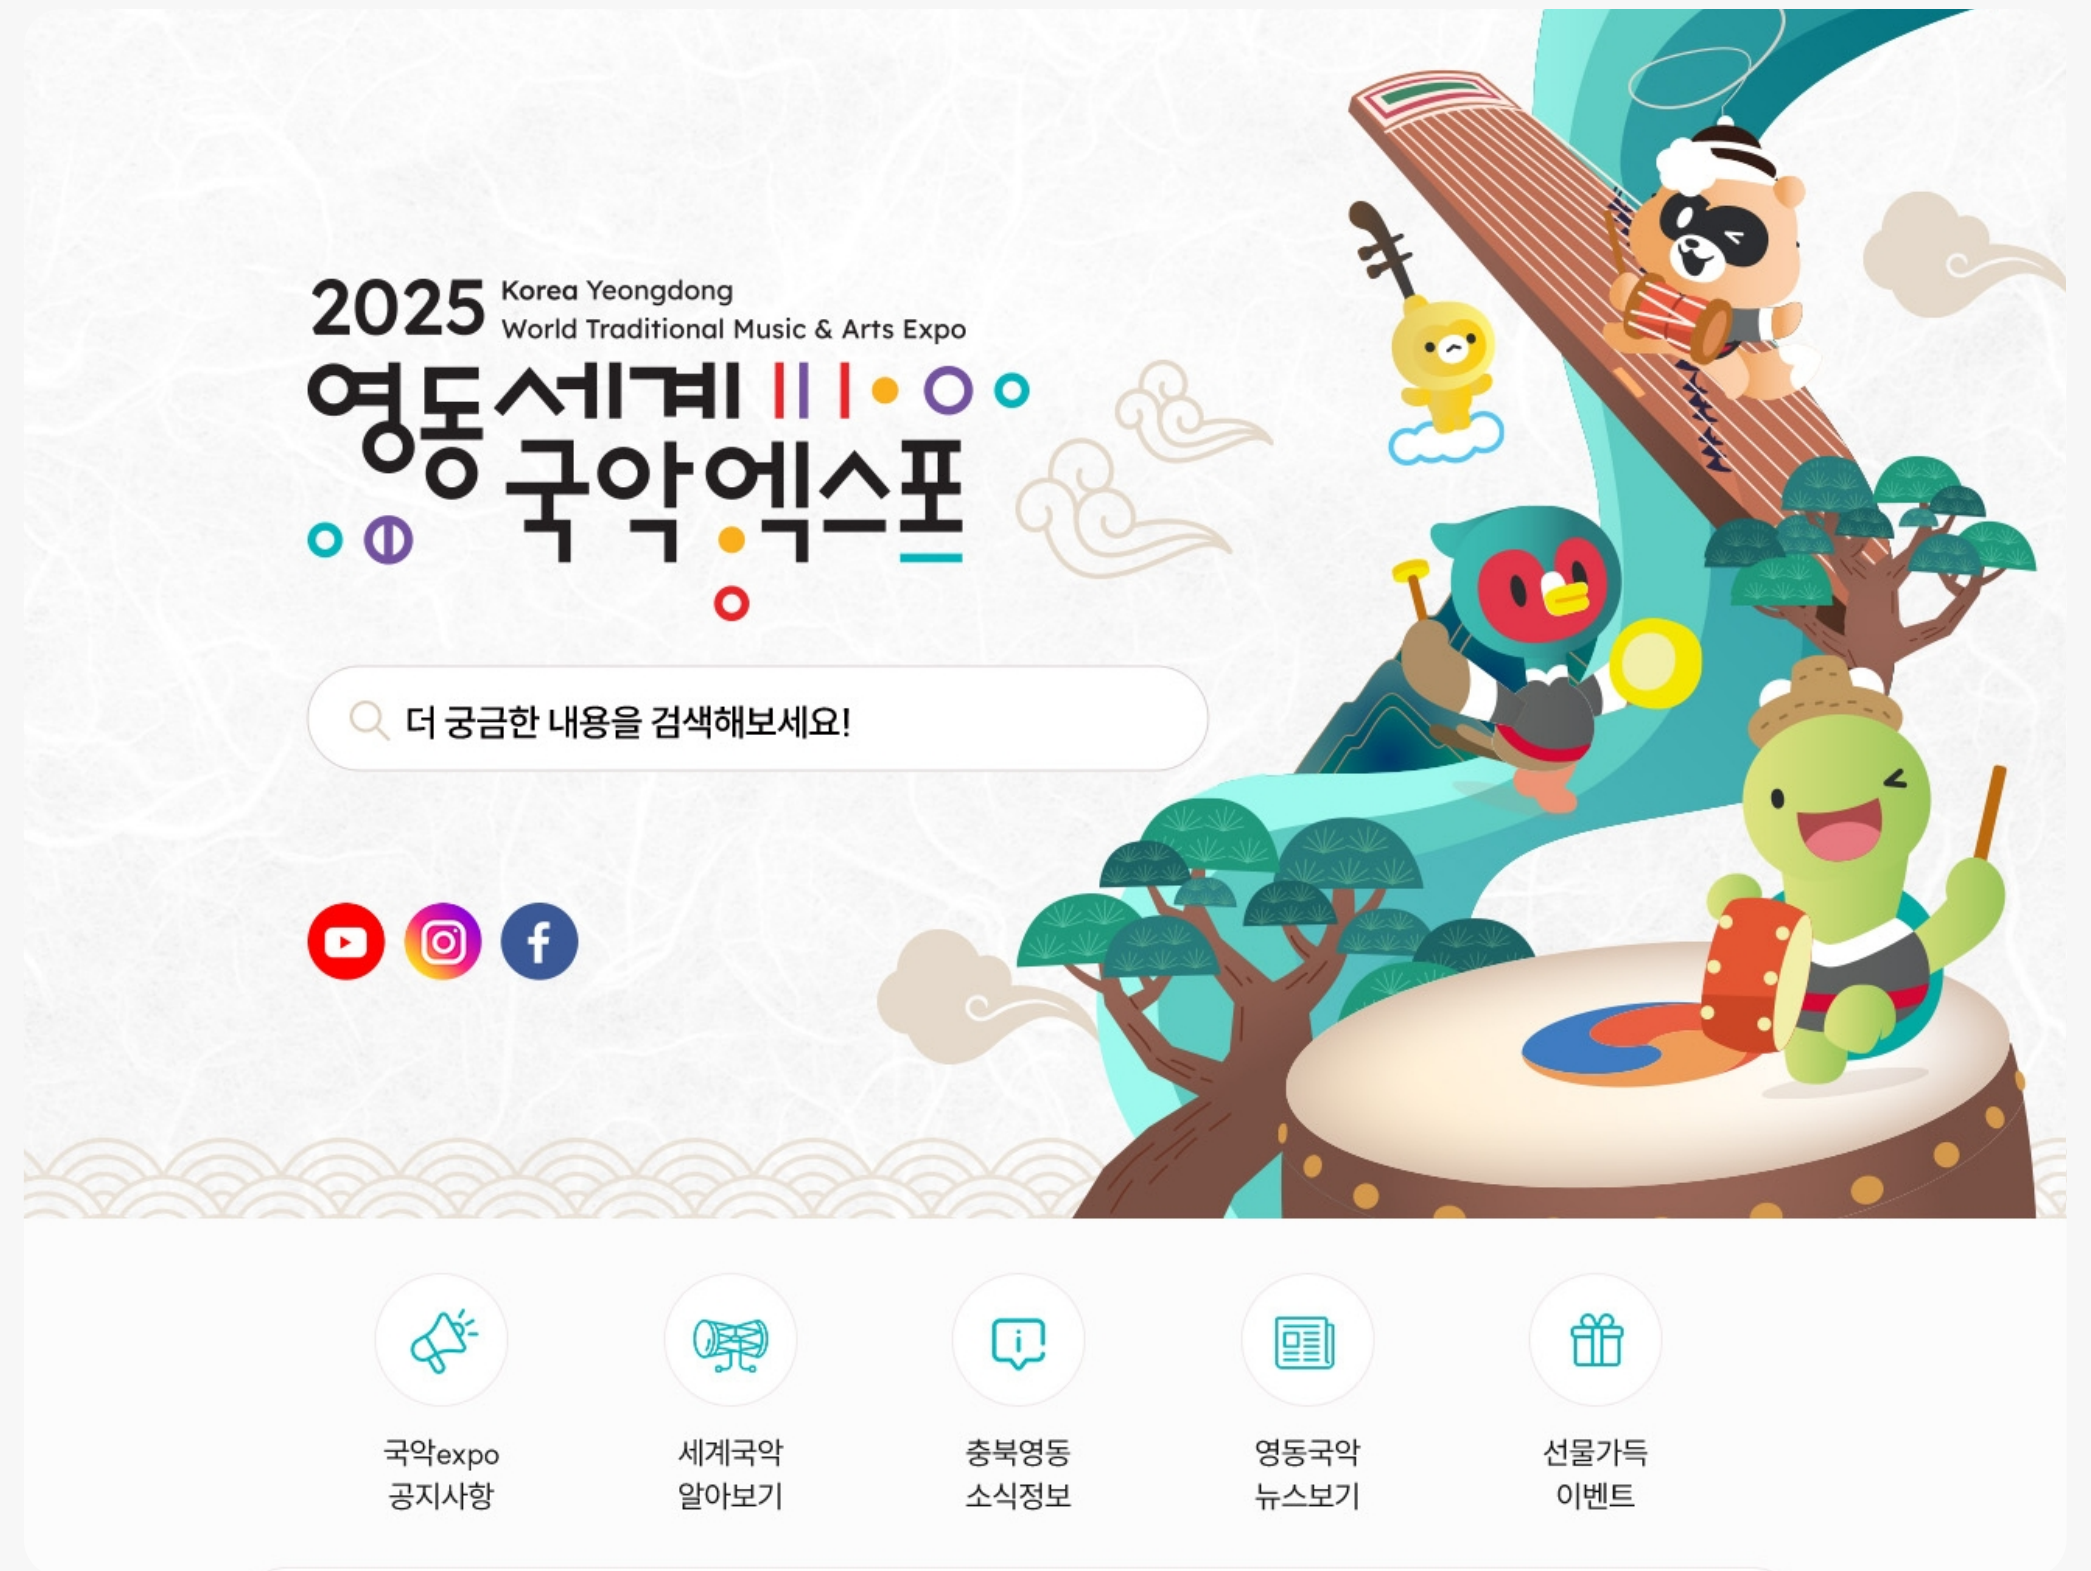 2025 Korea Yeongdong
World Traditional Music & Arts Expo
영동세계
국악엑스포
더 궁금한 내용을 검색해보세요!
국악expo
공지사항
세계국악
알아보기
충북영동
소식정보
영동국악
뉴스보기
선물가득
이벤트